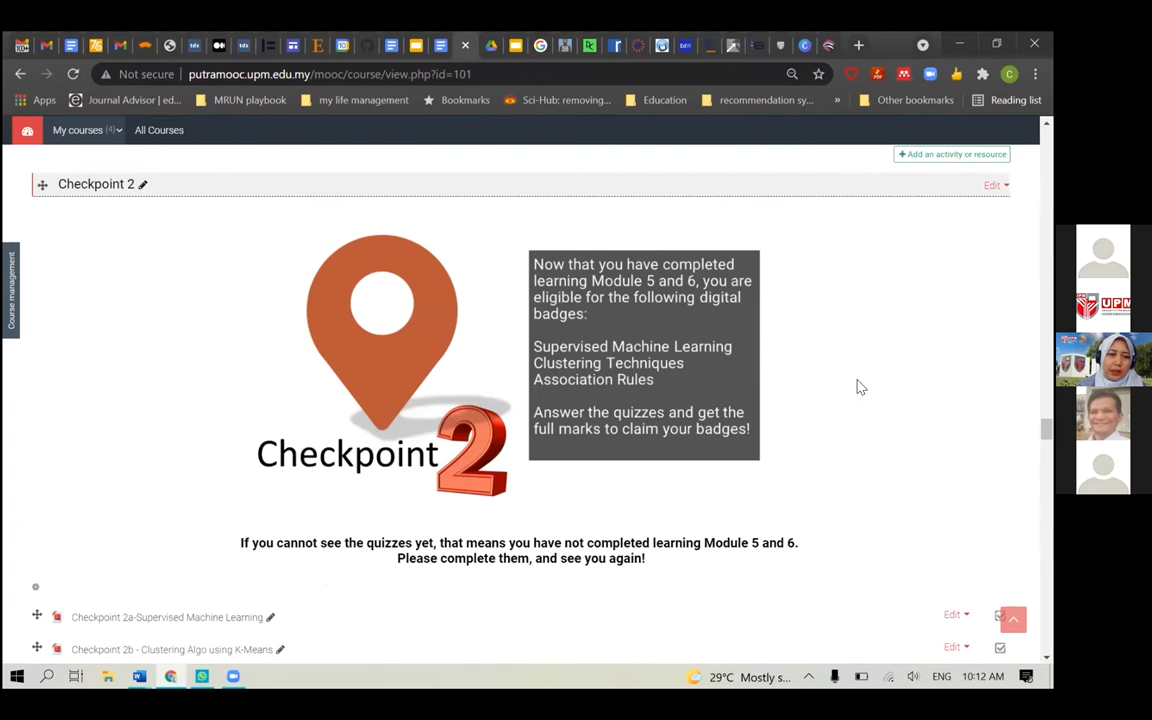 Not secure
putramooc.upm.edu.my/mooc/course/view.php?id=101
Apps
Journal Advisor | ed...
MRUN playbook
my life management
Bookmarks
Sci-Hub: removing...
Education
recommendation sy...
»
Other bookmarks
Reading list
My courses (4)
All Courses
+ Add an activity or resource
Checkpoint 2
Edit
Course management
Now that you have completed
learning Module 5 and 6, you are
eligible for the following digital
badges:
Supervised Machine Learning
Clustering Techniques
Association Rules
Answer the quizzes and get the
full marks to claim your badges!
Checkpoint 2
If you cannot see the quizzes yet, that means you have not completed learning Module 5 and 6.
Please complete them, and see you again!
Checkpoint 2a-Supervised Machine Learning
Edit
Checkpoint 2b - Clustering Algo using K-Means
Edit
UPM
29°C Mostly s...
ENG
10:12 AM